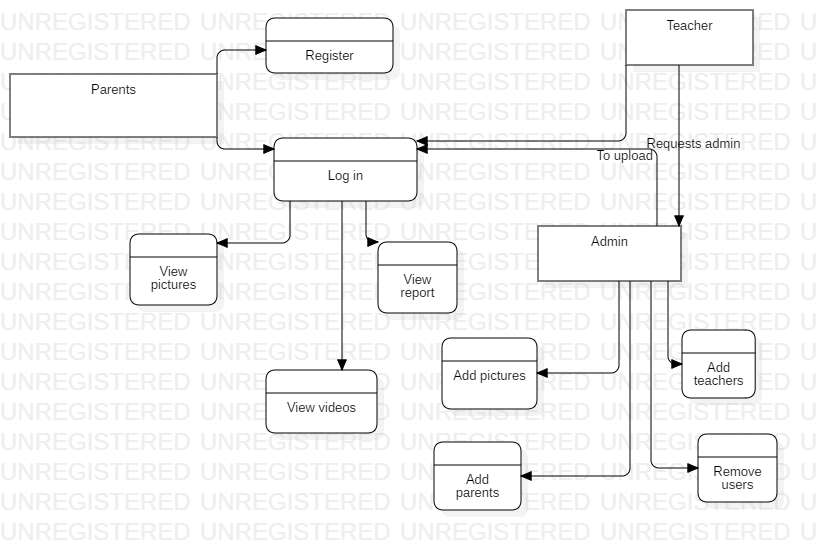 Teacher
Register
Parents
Requests admin
To upload
Log in
Admin
View
pictures
View
report
Add pictures
Add
teachers
View videos
Add
parents
Remove
users
UNREGISTERED